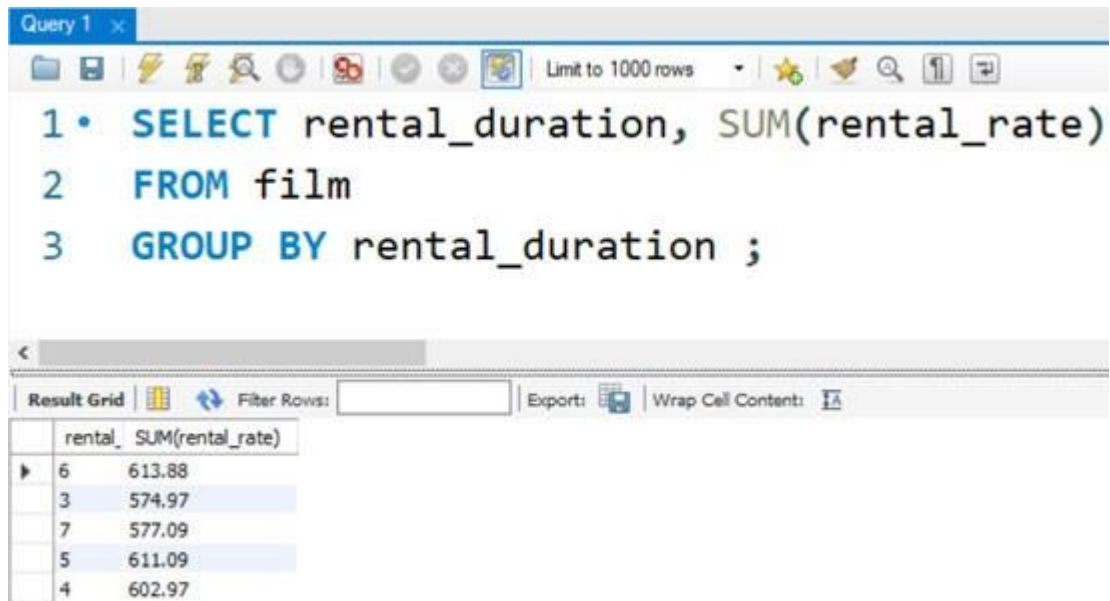 Query 1
Limit to 1000 rows
1 SELECT rental_duration, SUM(rental_rate)
2 FROM film
3 GROUP BY rental_duration ;
Result Grid Filter Rows: Export: Wrap Cell Content:
rental_ SUM(rental_rate)
6 613.88
3 574.97
7 577.09
5 611.09
4 602.97